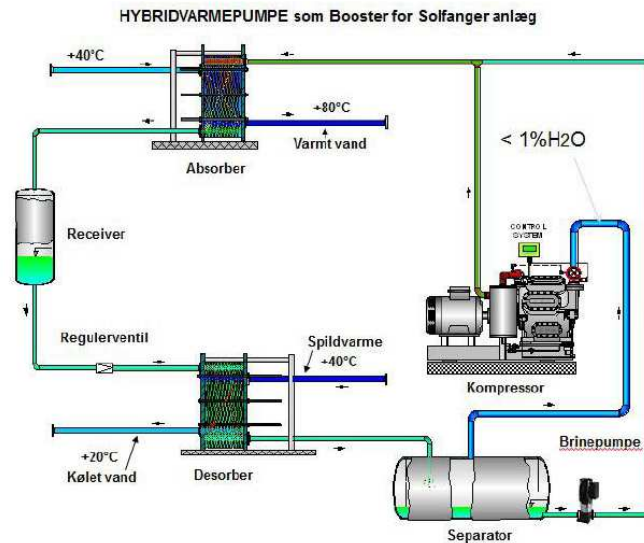 HYBRIDVARMEPUMPE som Booster for Solfanger anlæg
+40°C
+80°C
Varmt vand
Absorber
< 1%H2O
CONTROL
SYSTEM
Receiver
Regulerventil
Spildvarme
+40°C
Kompressor
+20°C
Kølet vand
Desorber
Brinepumpe
Separator